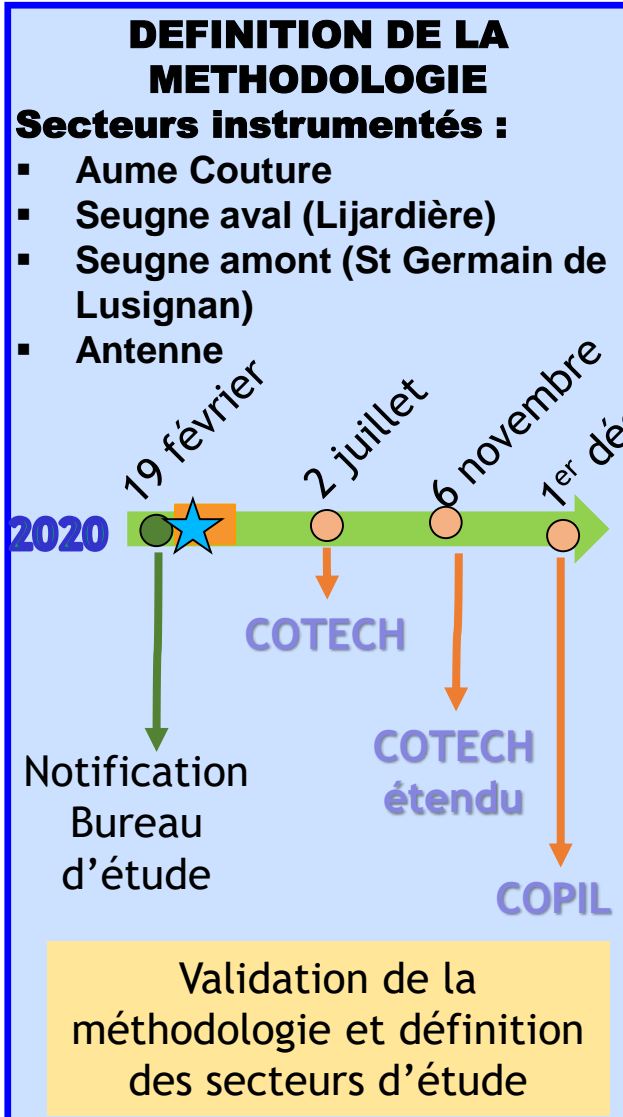 DEFINITION DE LA
METHODOLOGIE
Secteurs instrumentés :
▪ Aume Couture
▪ Seugne aval (Lijardière)
▪ Seugne amont (St Germain de
Lusignan)
▪ Antenne
19 février
2 juillet
6 novembre
1er déc
2020
COTECH
COTECH
étendu
Notification
Bureau
d’étude
COPIL
Validation de la
méthodologie et définition
des secteurs d’étude